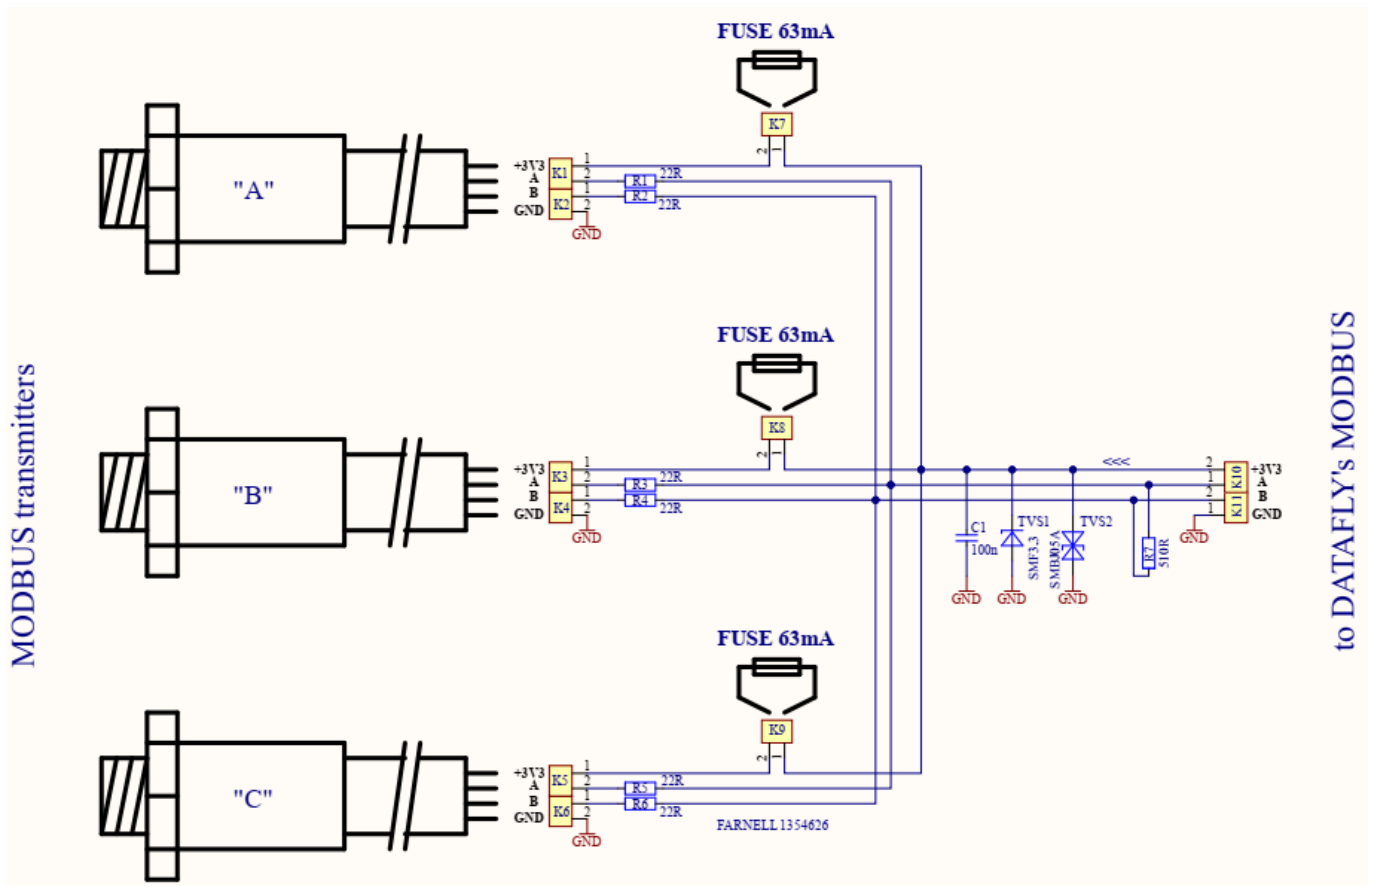 FUSE 63mA
K7
2
1
+3V3
A
B
GND
K1
K2
1
2
1
2
R1
22R
R2
22R
GND
"A"
FUSE 63mA
K8
2
1
+3V3
A
B
GND
K3
K4
1
2
1
2
R3
22R
R4
22R
GND
"B"
<<<
2
1
2
1
K10
K11
+3V3
A
B
GND
GND
C1
100n
GND
TVS1
SMF3.3
GND
TVS2
SMBJ05A
GND
R7
510R
MODBUS transmitters
to DATAFLY's MODBUS
FUSE 63mA
K9
2
1
+3V3
A
B
GND
K5
K6
1
2
1
2
R5
22R
R6
22R
GND
"C"
FARNELL 1354626